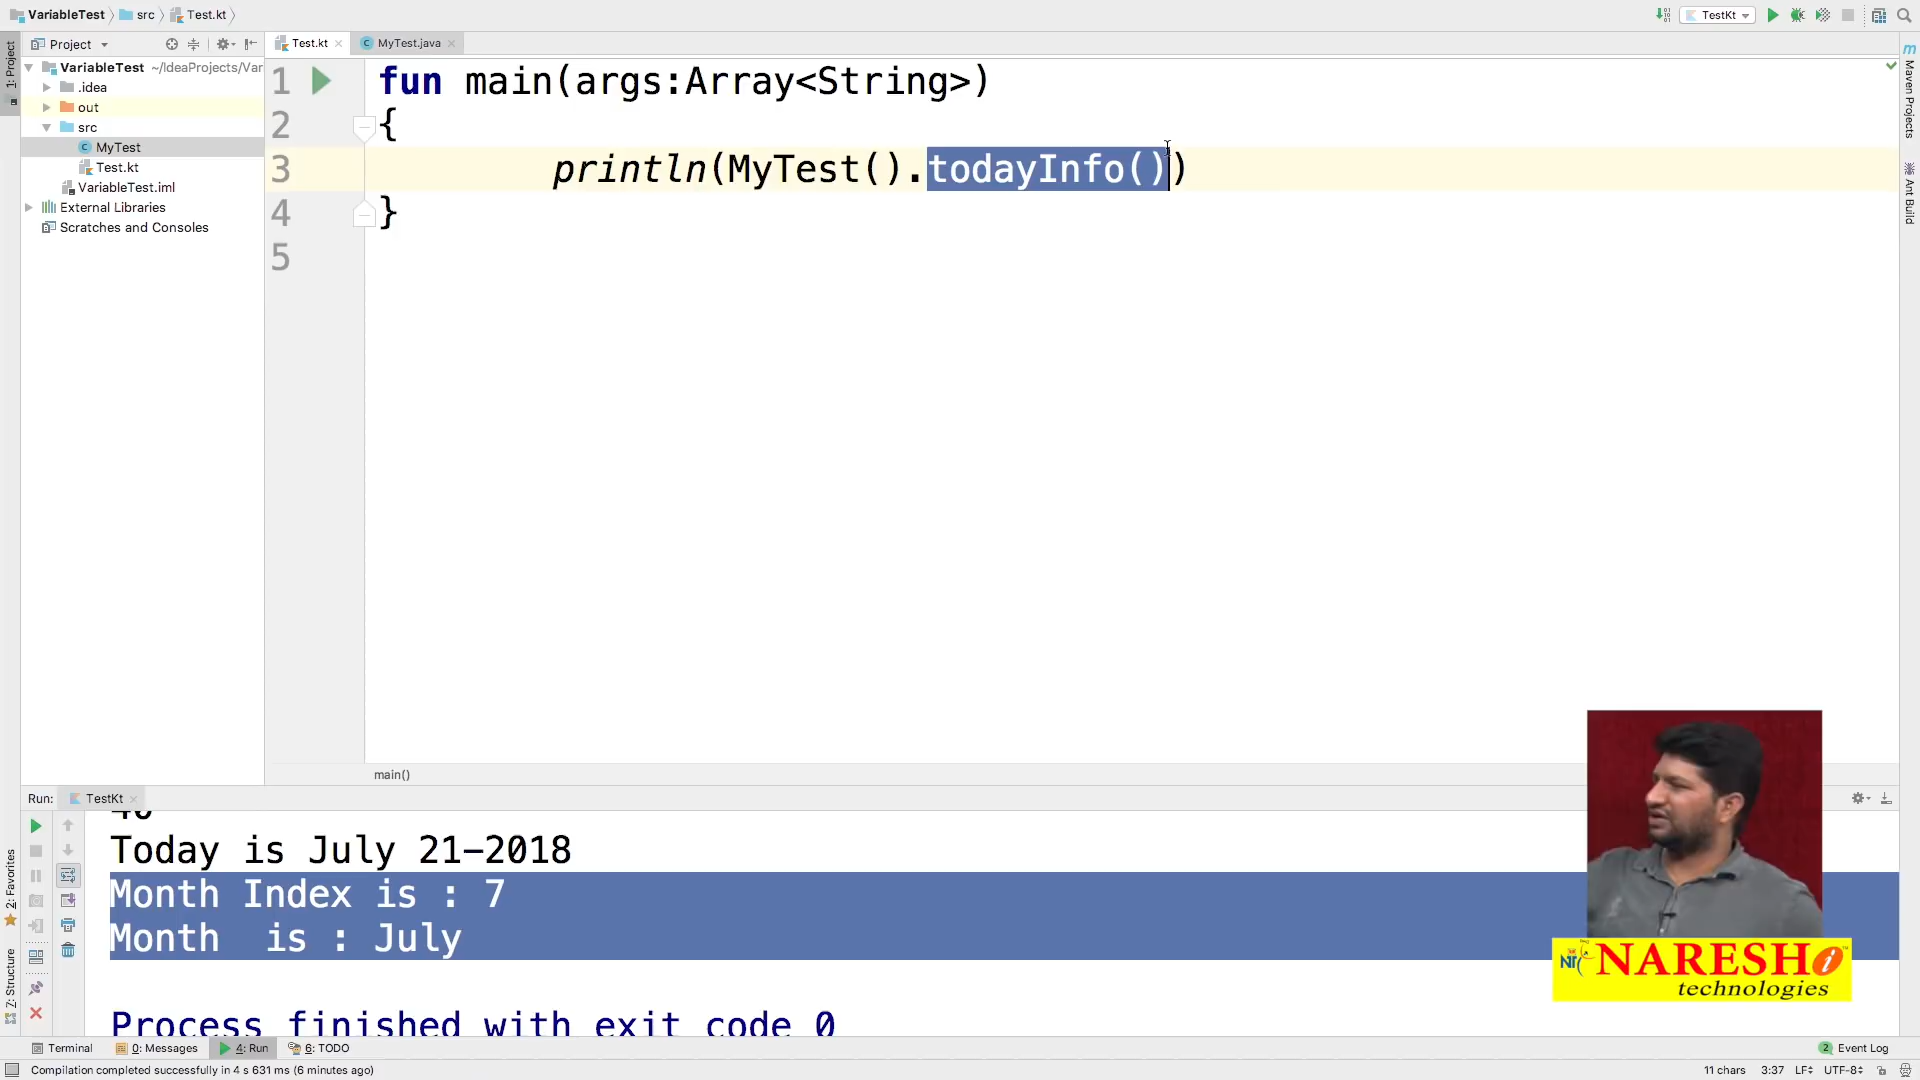 VariableTest src Test.kt
TestKt
Project
Test.kt
MyTest.java
1: Project
VariableTest ~/IdeaProjects/Var
.idea
out
src
MyTest
Test.kt
VariableTest.iml
External Libraries
Scratches and Consoles
1 fun main(args:Array<String>)
2 {
3 println(MyTest().todayInfo())
4 }
5
main()
Maven Projects
Ant Build
Run: TestKt
Today is July 21-2018
Month Index is : 7
Month  is : July
Process finished with exit code 0
2: Favorites
7: Structure
NARESH i
technologies
Terminal
0: Messages
4: Run
6: TODO
2 Event Log
Compilation completed successfully in 4 s 631 ms (6 minutes ago)
11 chars 3:37 LF UTF-8